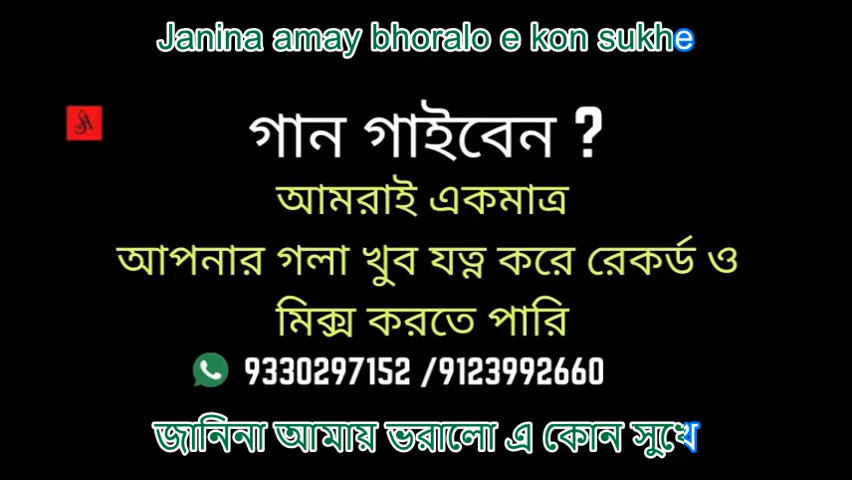 Janina amay bhoralo e kon sukhe
গান গাইবেন ?
আমরাই একমাত্র
আপনার গলা খুব যত্ন করে রেকর্ড ও
মিক্স করতে পারি
9330297152 /9123992660
জানিনা আমায় ভরালো এ কোন সুখে